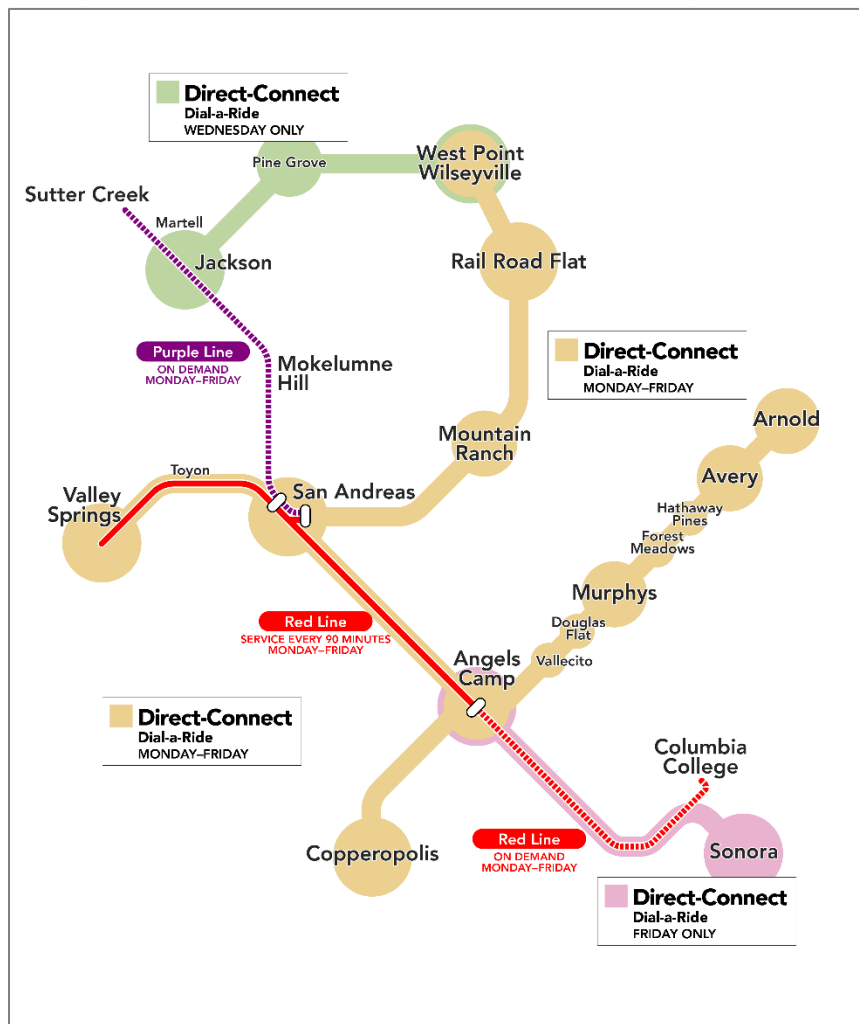 Direct-Connect
Dial-a-Ride
WEDNESDAY ONLY
Pine Grove
West Point
Wilseyville
Sutter Creek
Martell
Jackson
Rail Road Flat
Purple Line
ON DEMAND
MONDAY–FRIDAY
Mokelumne
Hill
Direct-Connect
Dial-a-Ride
MONDAY–FRIDAY
Arnold
Mountain
Ranch
Avery
Toyon
Valley
Springs
San Andreas
Hathaway
Pines
Forest
Meadows
Murphys
Red Line
SERVICE EVERY 90 MINUTES
MONDAY–FRIDAY
Douglas
Flat
Vallecito
Angels
Camp
Direct-Connect
Dial-a-Ride
MONDAY–FRIDAY
Columbia
College
Copperopolis
Red Line
ON DEMAND
MONDAY–FRIDAY
Sonora
Direct-Connect
Dial-a-Ride
FRIDAY ONLY